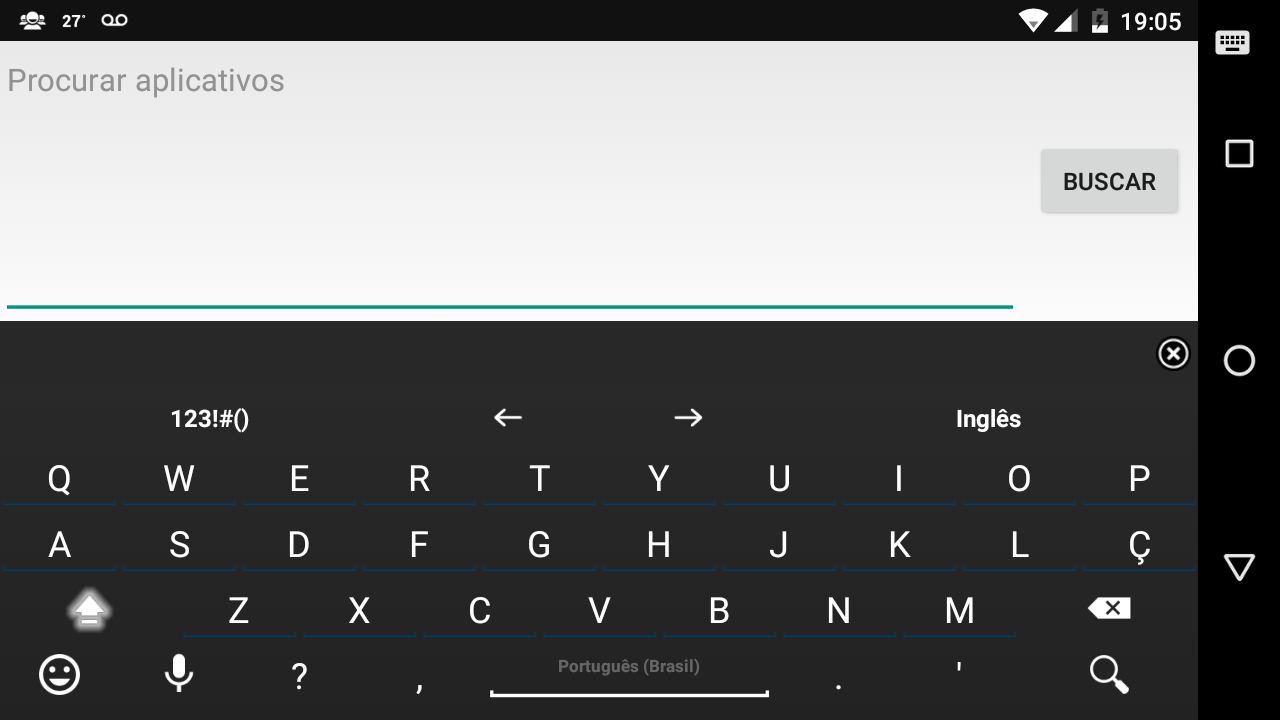 27°
19:05
Procurar aplicativos
BUSCAR
123!#() Inglês
Q W E R T Y U I O P
A S D F G H J K L Ç
Z X C V B N M
? , Português (Brasil) . '